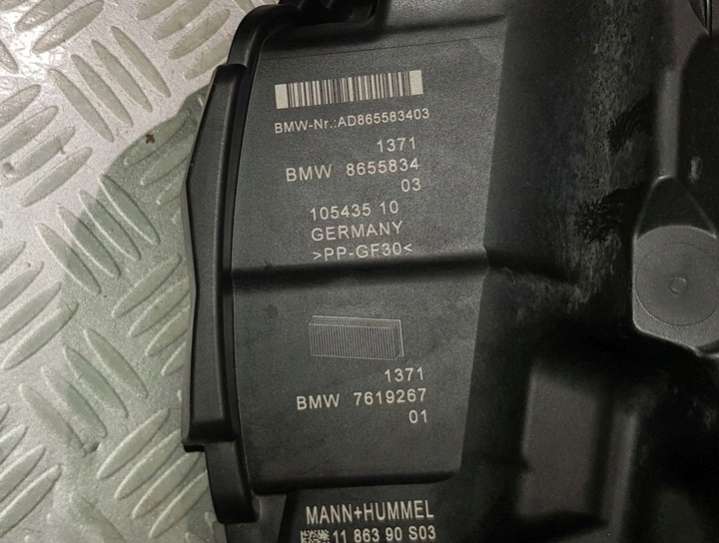 BMW-Nr.:AD865583403
1371
BMW 8655834
03
105435 10
GERMANY
>PP-GF30<
1371
BMW 7619267
01
MANN+HUMMEL
11 863 90 S03